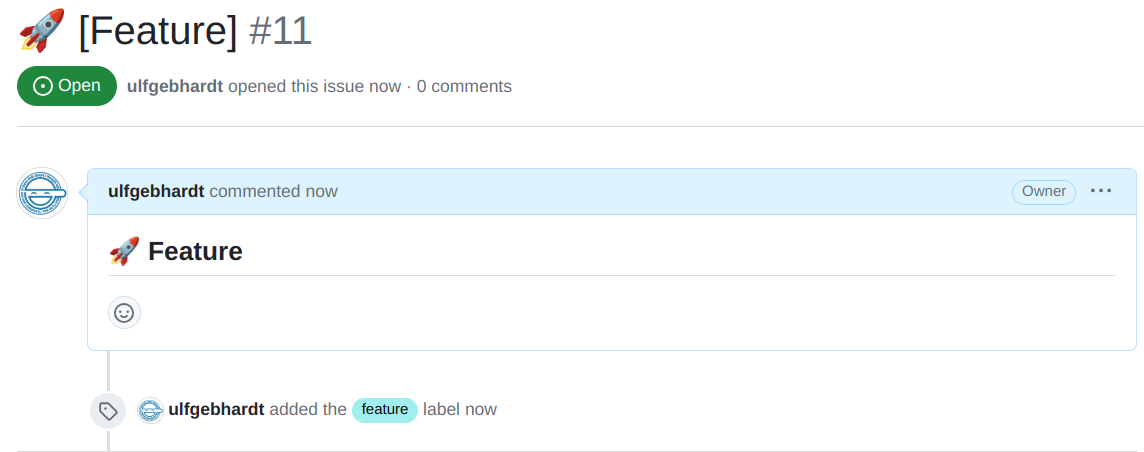 🚀 [Feature] #11
Open ulfgebhardt opened this issue now · 0 comments
ulfgebhardt commented now Owner ...
🚀 Feature
ulfgebhardt added the feature label now